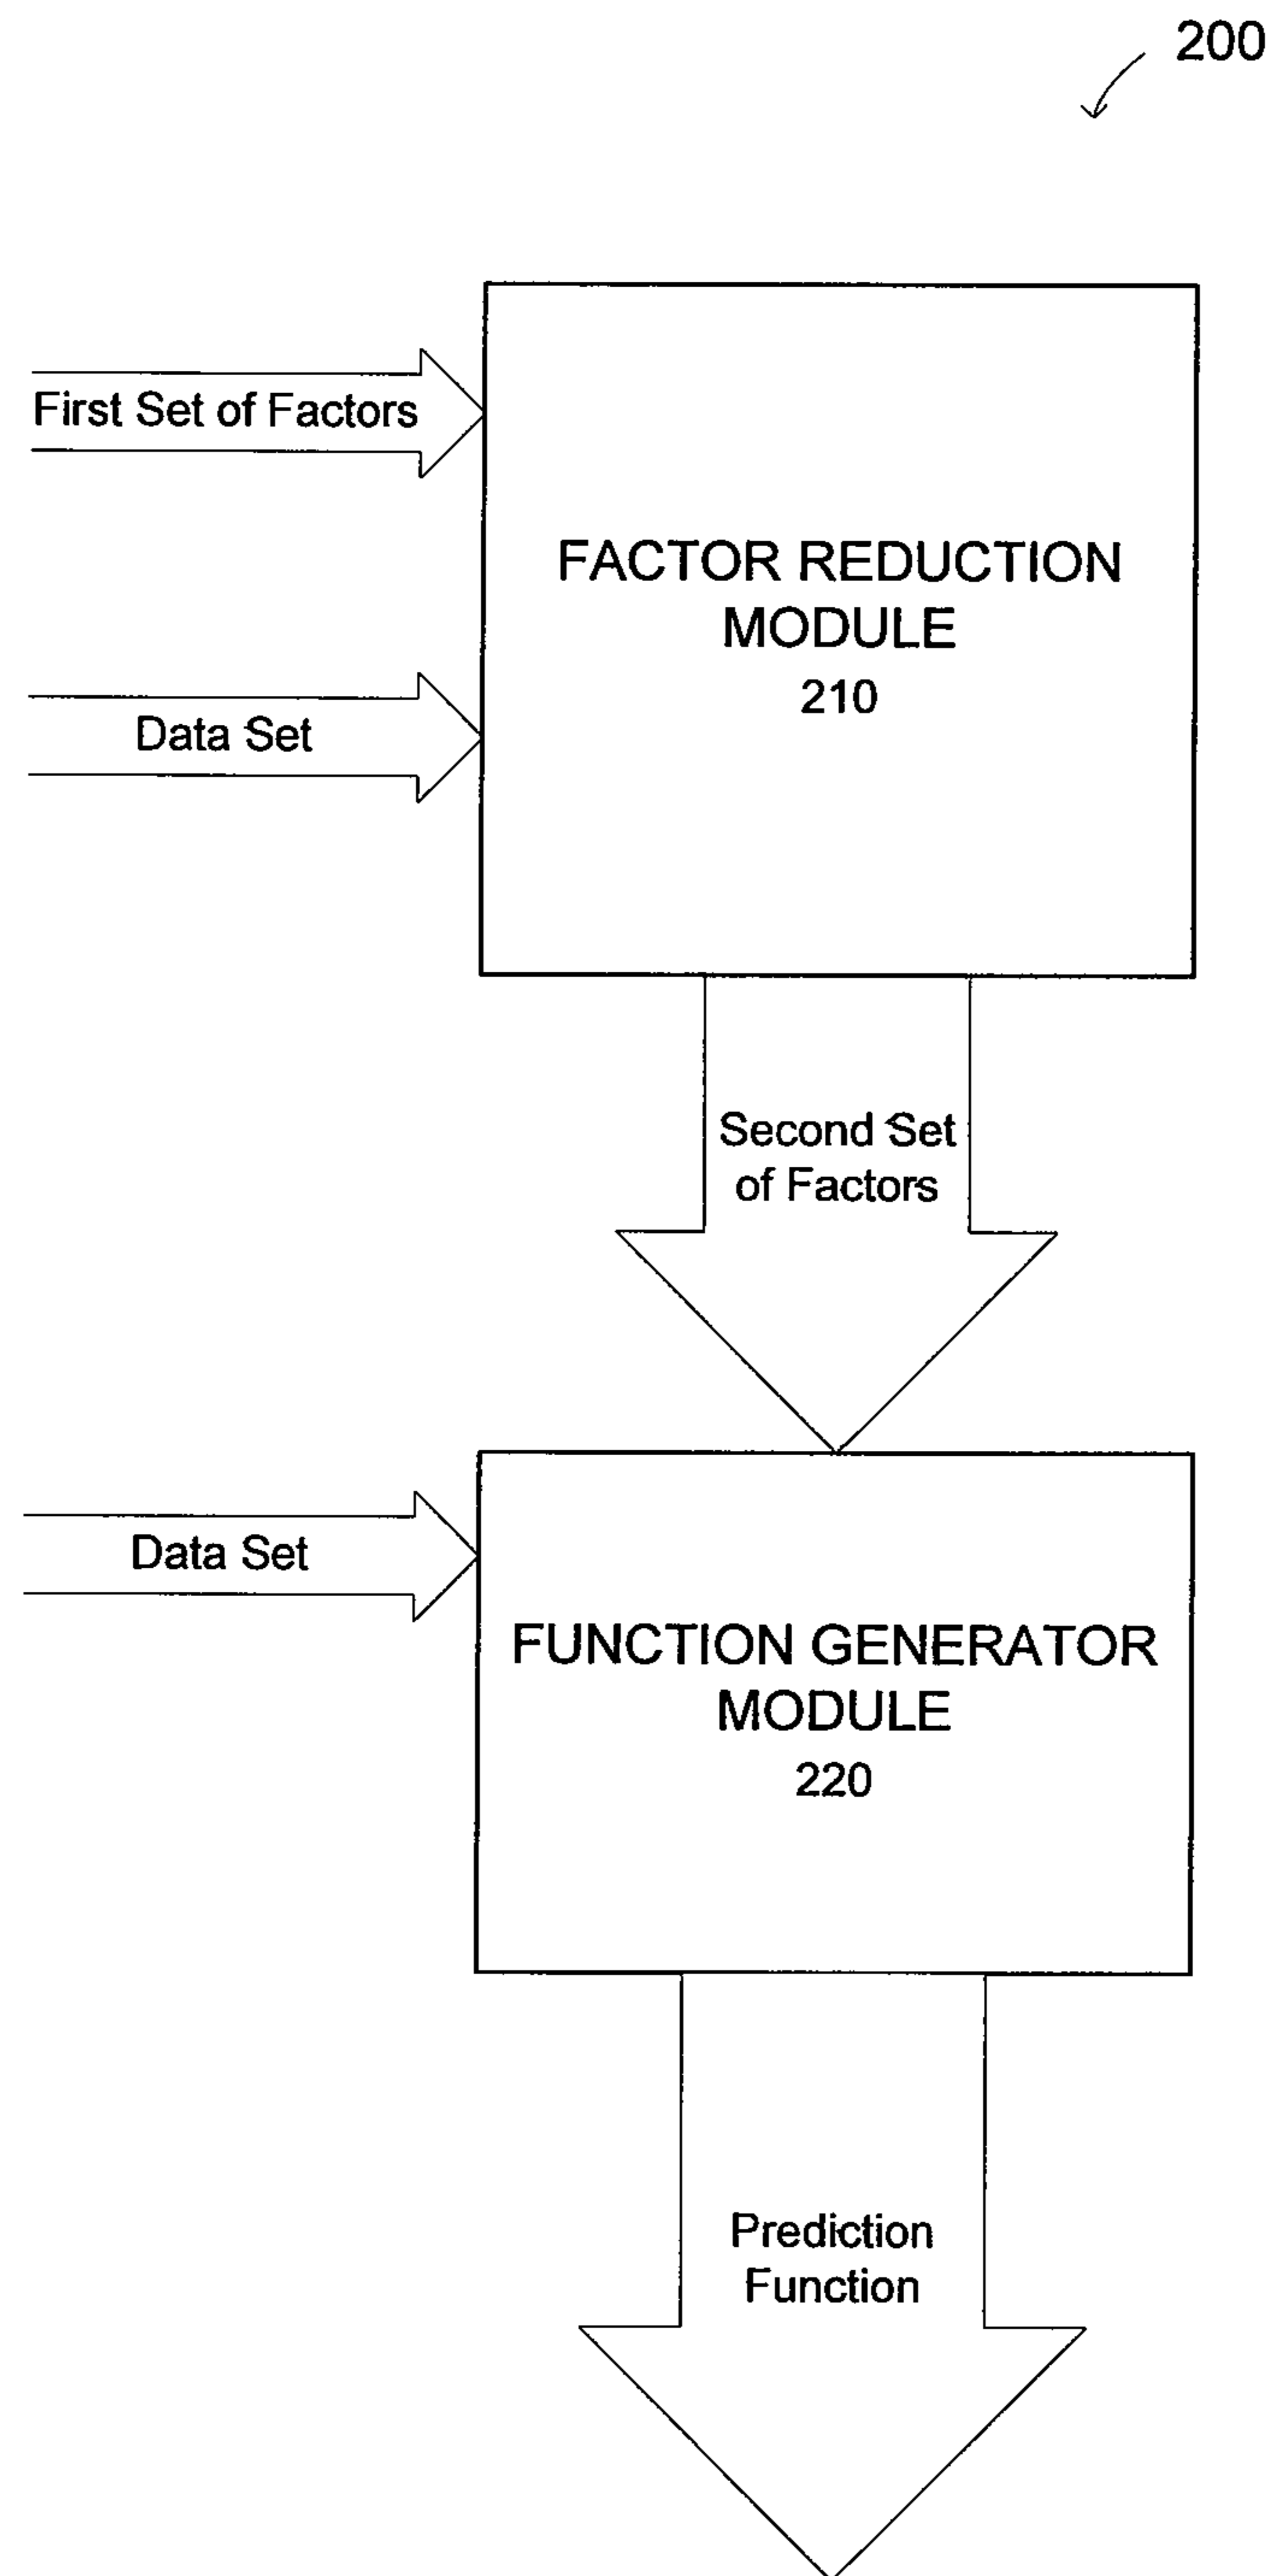 200
First Set of Factors
FACTOR REDUCTION
MODULE
210
Data Set
Second Set
of Factors
Data Set
FUNCTION GENERATOR
MODULE
220
Prediction
Function